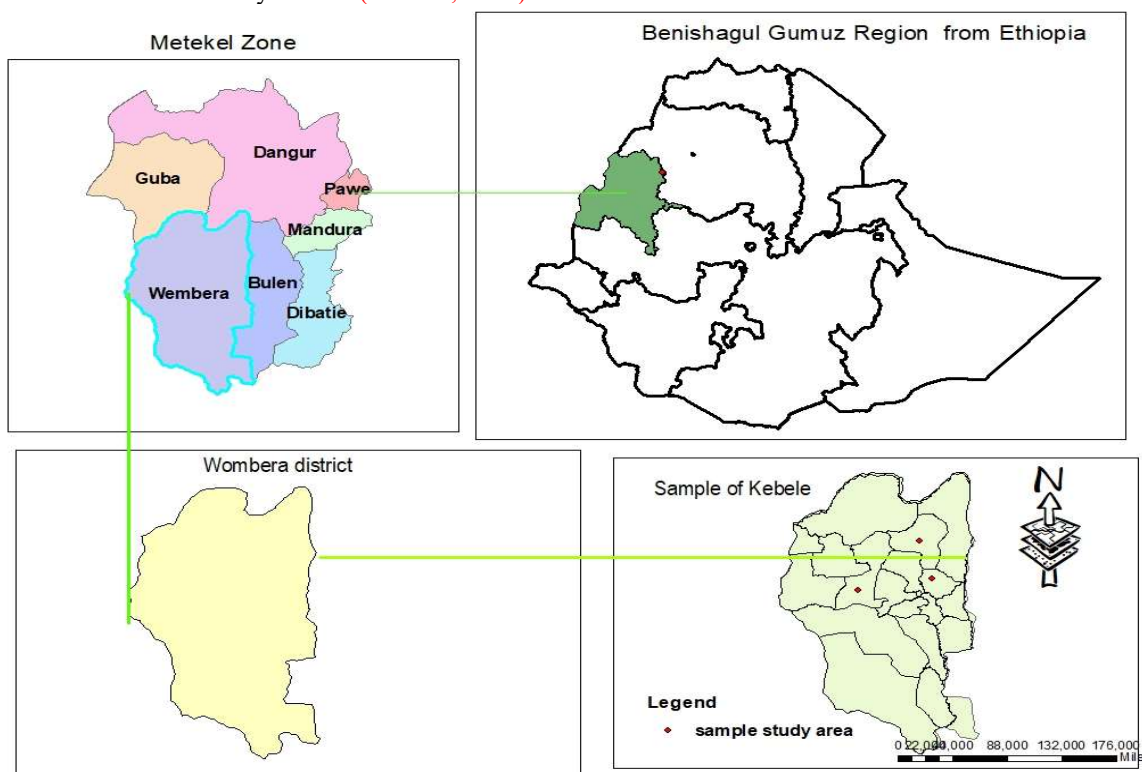 Metekel Zone
Benishagul Gumuz Region from Ethiopia
Dangur
Guba
Pawe
Mandura
Wembera
Bulen
Dibatie
Wombera district
Sample of Kebele
N
Legend
sample study area
88,000 132,000 176,000